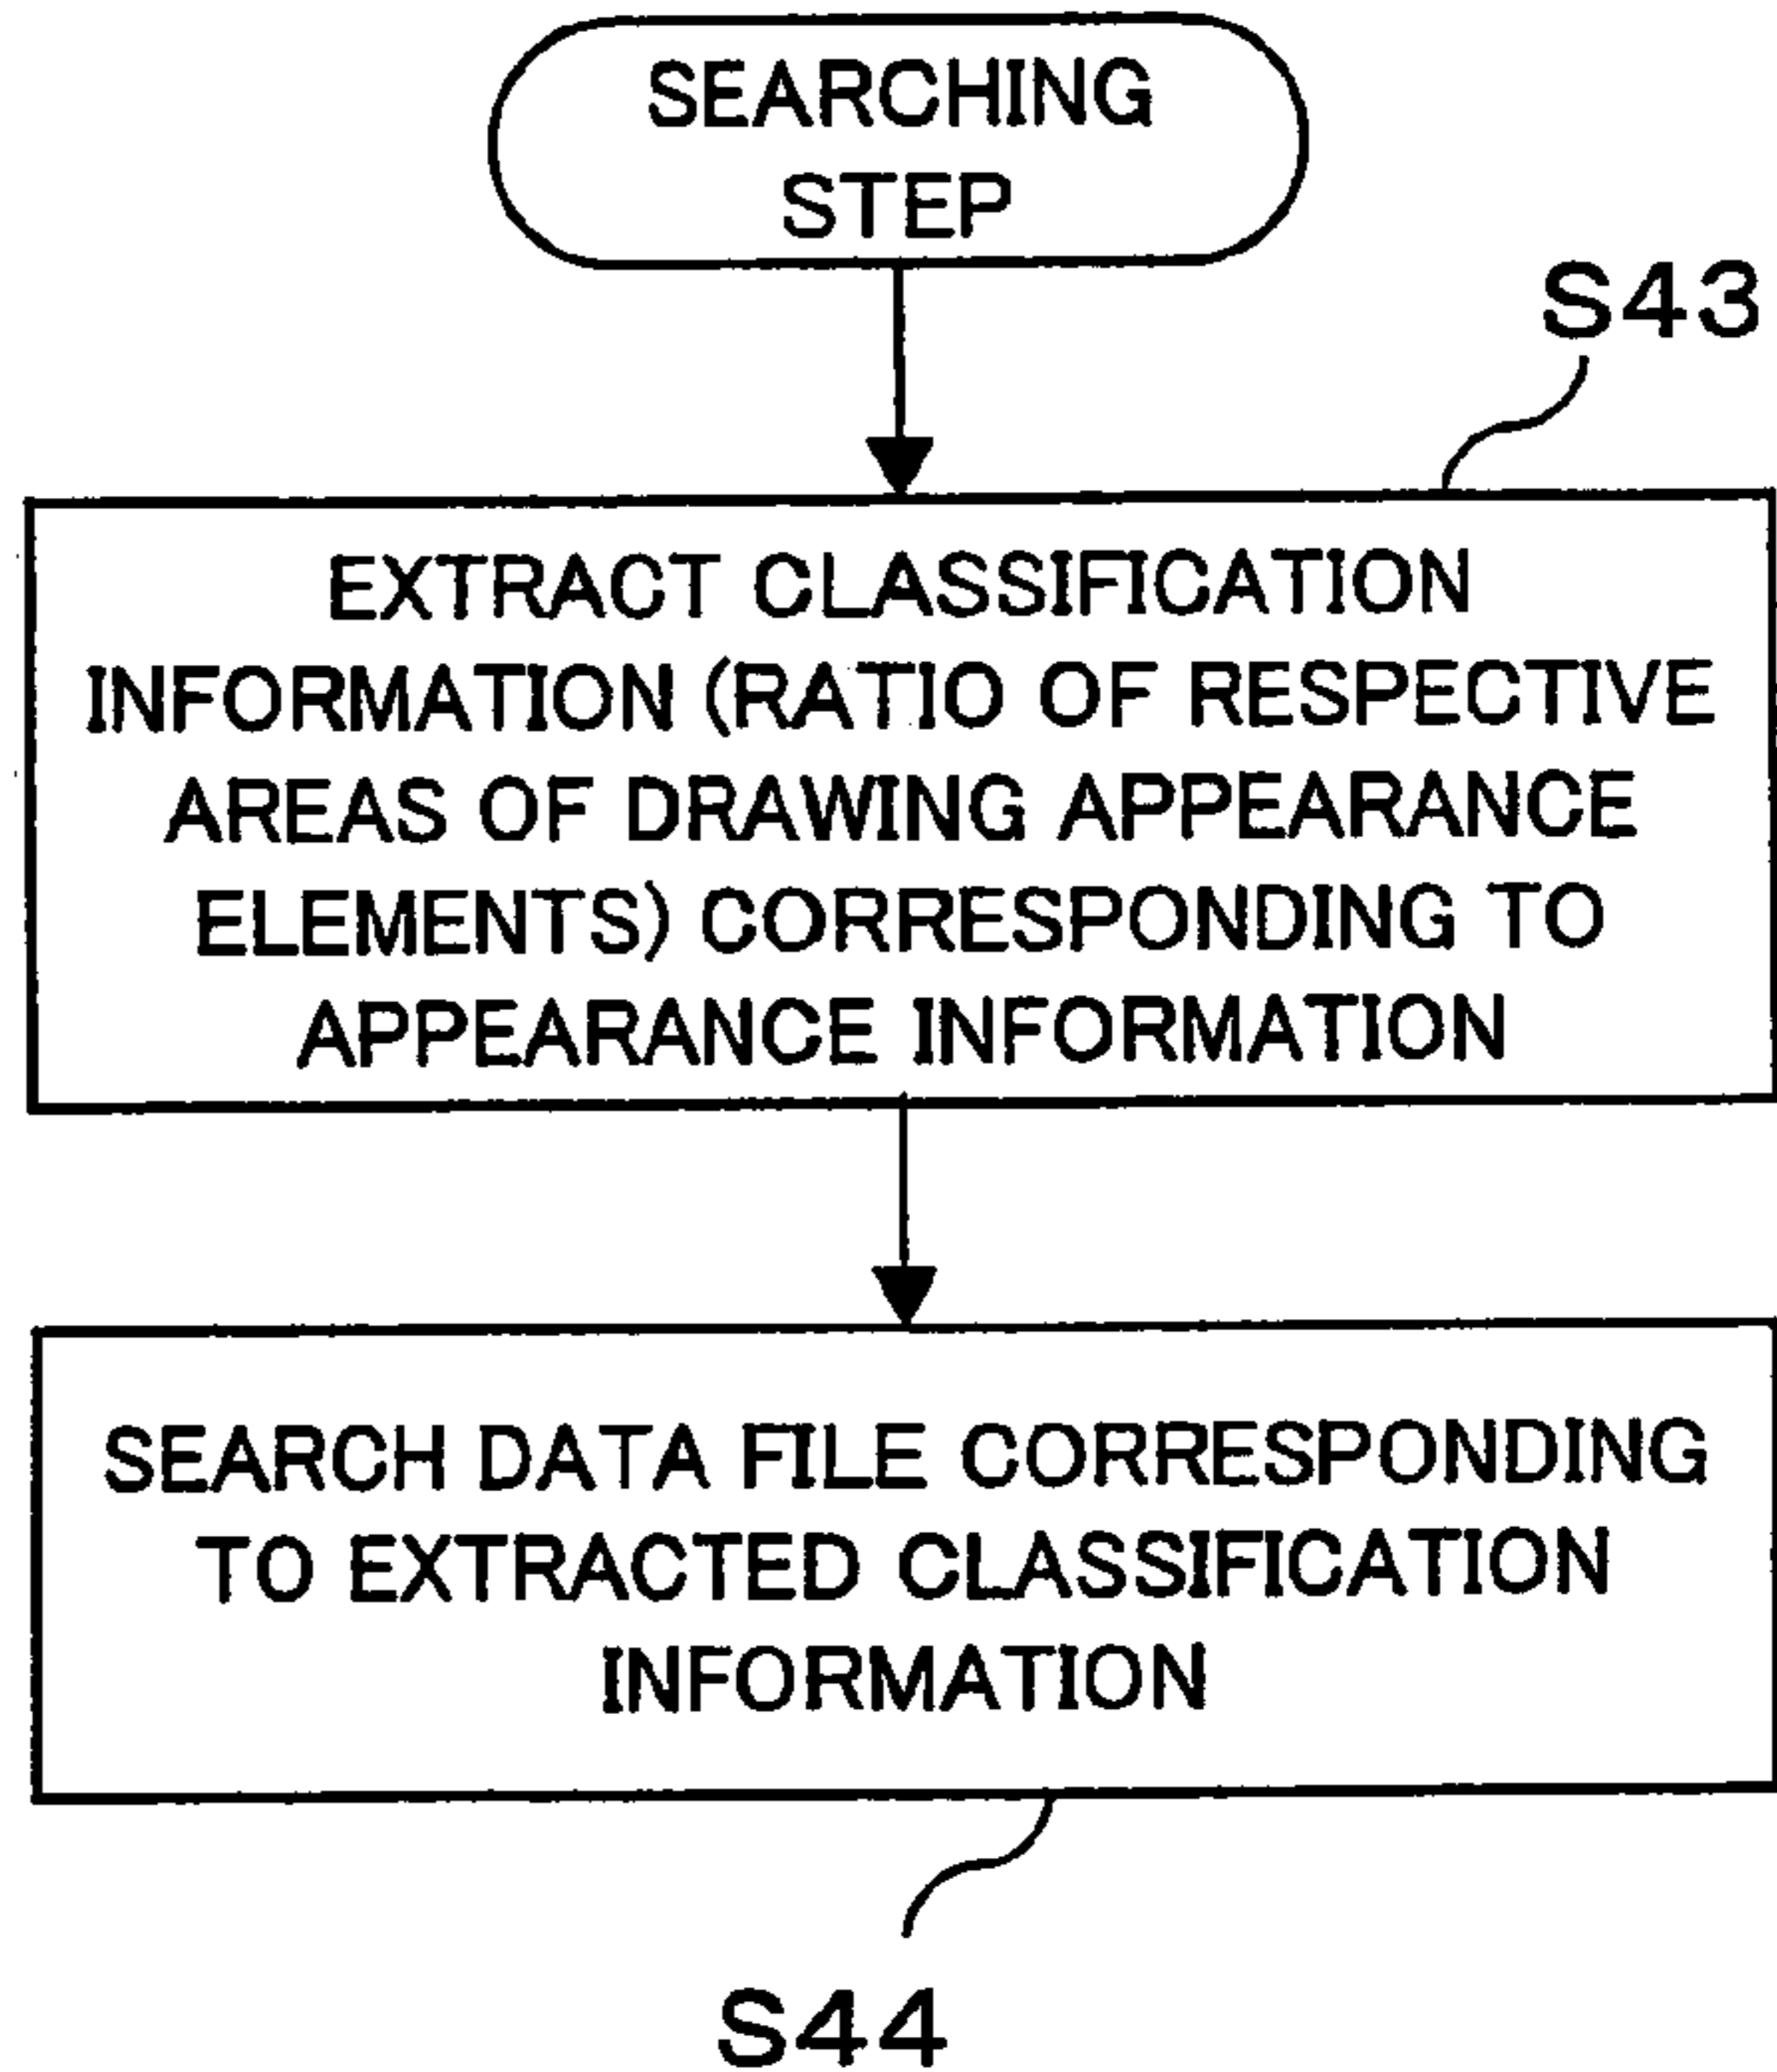 SEARCHING
STEP
S43
EXTRACT CLASSIFICATION
INFORMATION (RATIO OF RESPECTIVE
AREAS OF DRAWING APPEARANCE
ELEMENTS) CORRESPONDING TO
APPEARANCE INFORMATION
SEARCH DATA FILE CORRESPONDING
TO EXTRACTED CLASSIFICATION
INFORMATION
S44